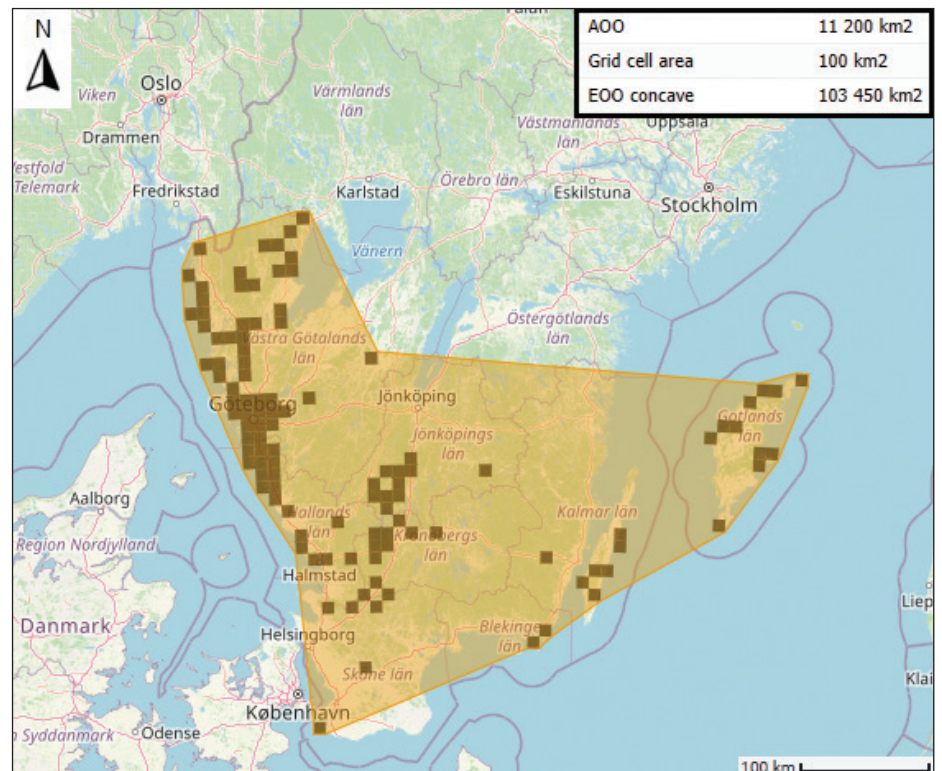 N
AOO 11 200 km2
Grid cell area 100 km2
EOO concave 103 450 km2
Oslo
Viken
Drammen
Värmlands
län
Västmanlands
län
Uppsala
Fredrikstad
Karlstad
Örebro län
Eskilstuna
Stockholm
Telemark
Vänern
Västra Götalands
län
Östergötlands
län
Göteborg
Jönköping
Jönköpings
län
Gotlands
län
Aalborg
Region Nordjylland
Hallands
län
Kronobergs
län
Kalmar län
Halmstad
Danmark
Helsingborg
Blekinge
län
Skåne län
København
Odense
Syddanmark
Liep
Klai
100 km